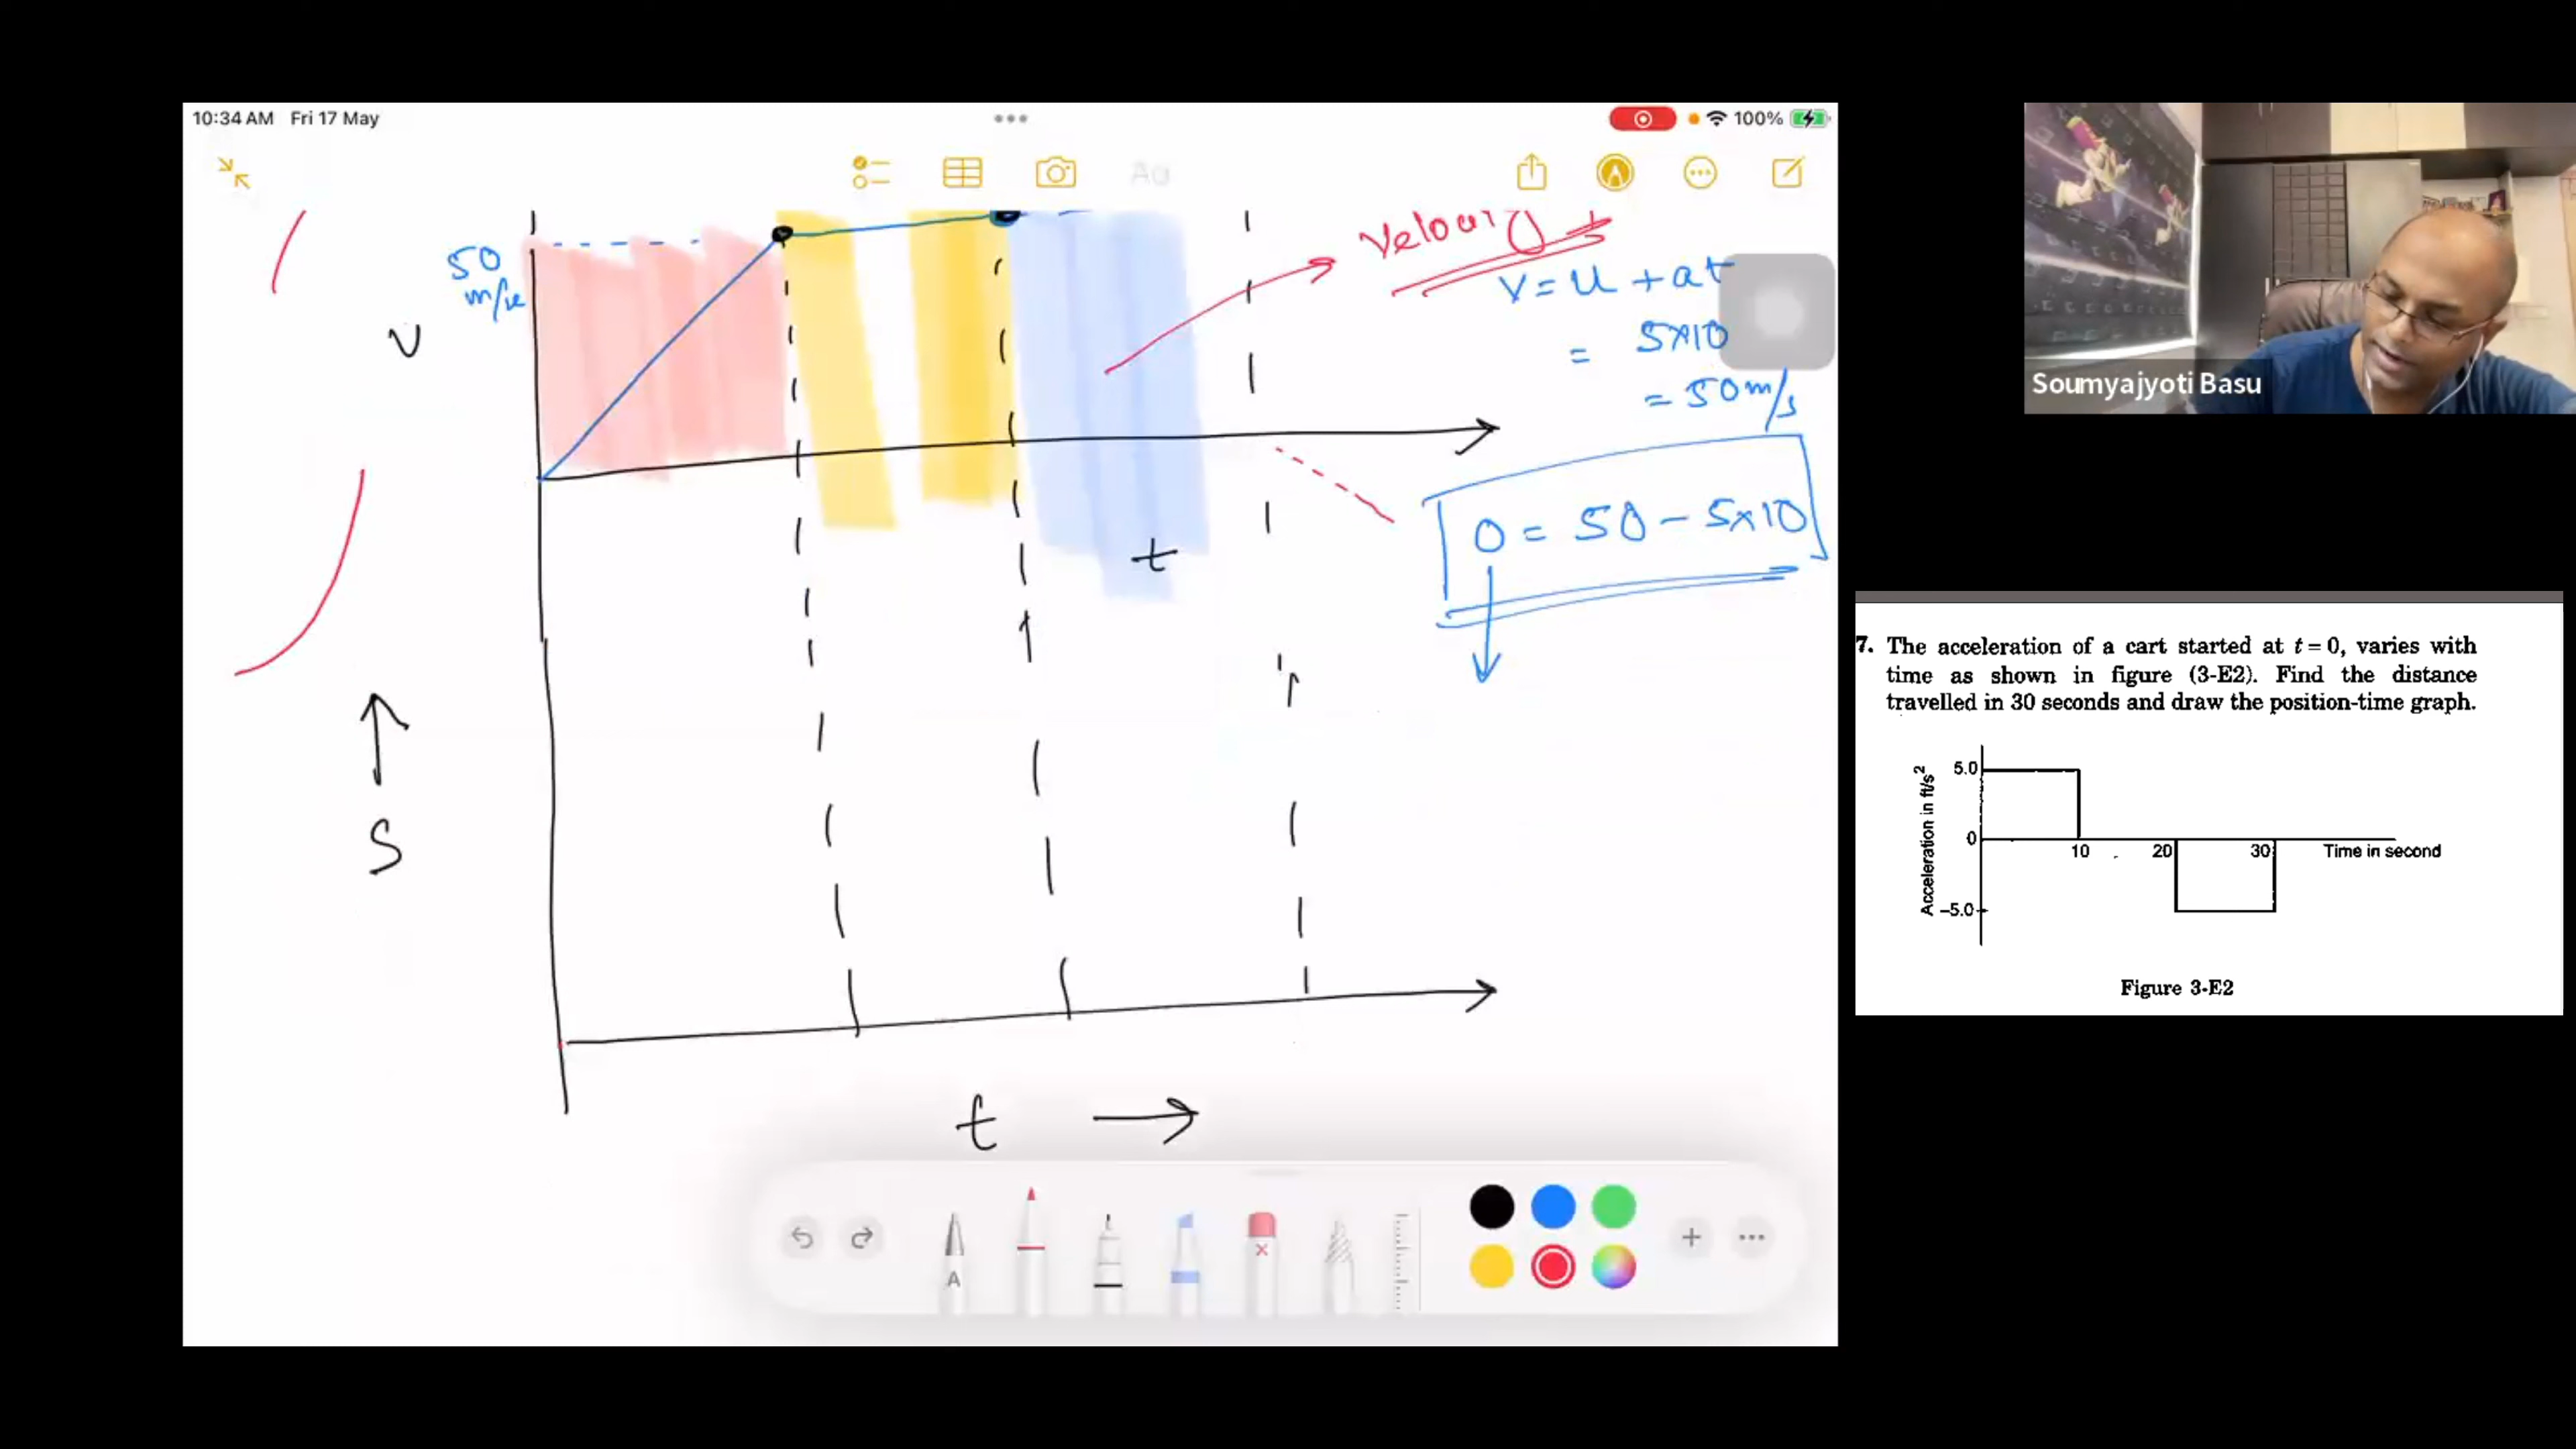 10:34 AM Fri 17 May
100%
Aa
50
m/se
V
Velocity +
V = u + at
= 5×10
= 50 m/s
0 = 50 - 5×10
t
S
t
A
Soumyajyoti Basu
7. The acceleration of a cart started at t = 0, varies with
time as shown in figure (3-E2). Find the distance
travelled in 30 seconds and draw the position-time graph.
Acceleration in ft/s²
5.0
0
10 20 30 Time in second
-5.0
Figure 3-E2